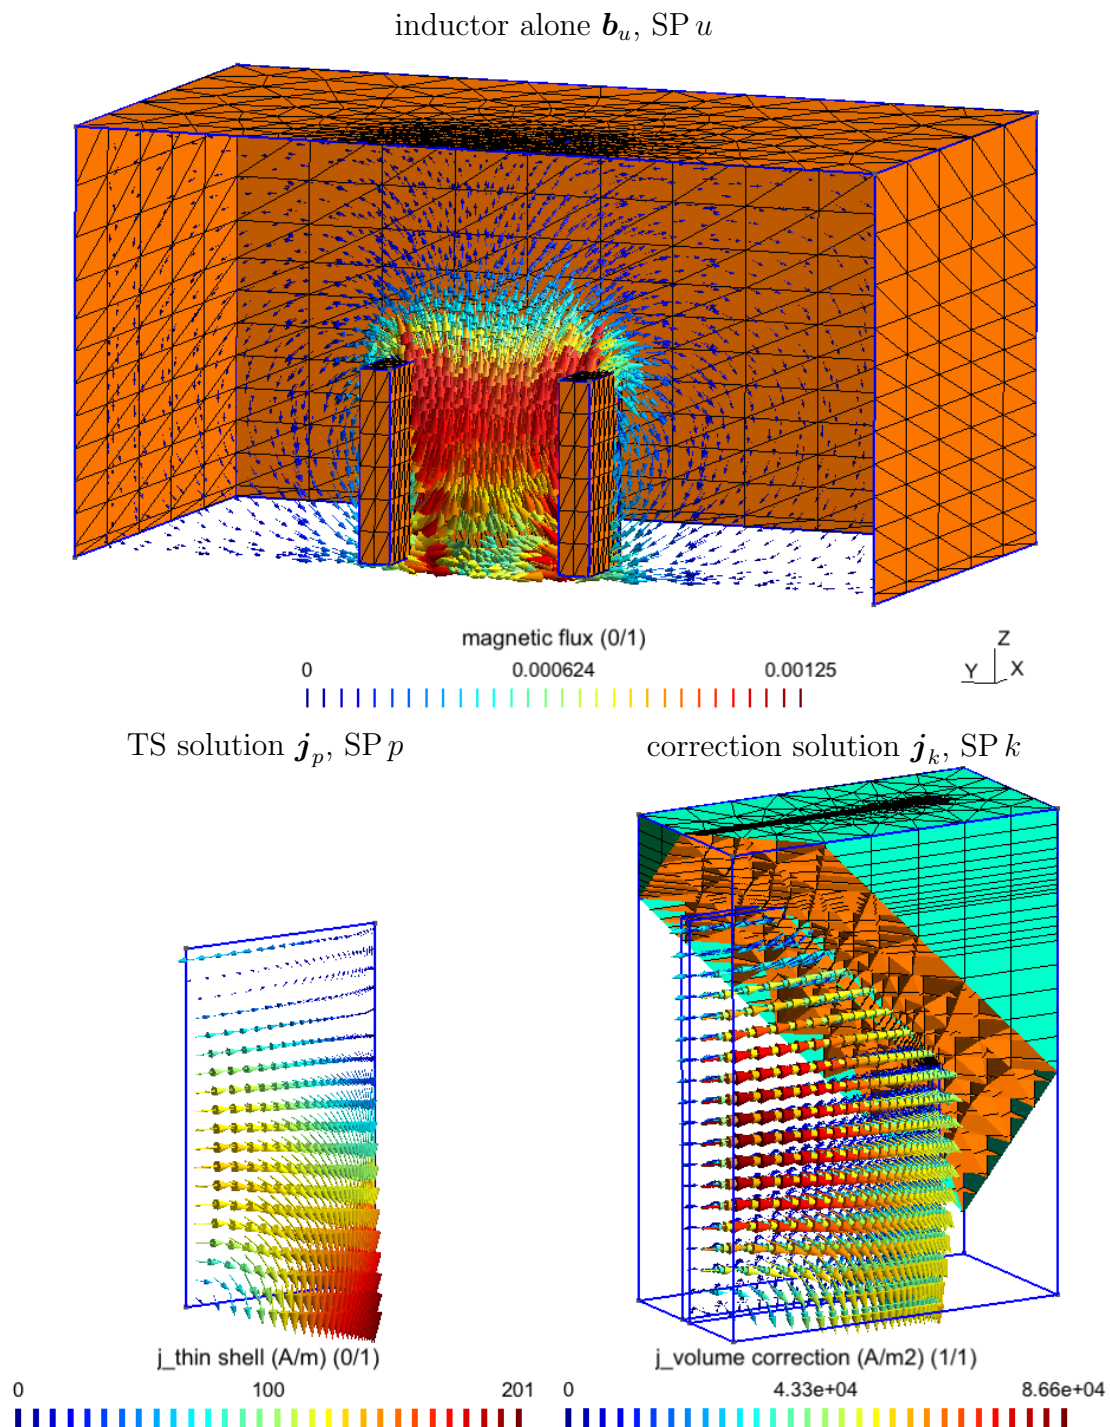 inductor alone b_u, SP u
magnetic flux (0/1)
0 0.000624 0.00125
Z
Y X
TS solution j_p, SP p
correction solution j_k, SP k
j_thin shell (A/m) (0/1)
0 100 201
j_volume correction (A/m2) (1/1)
0 4.33e+04 8.66e+04